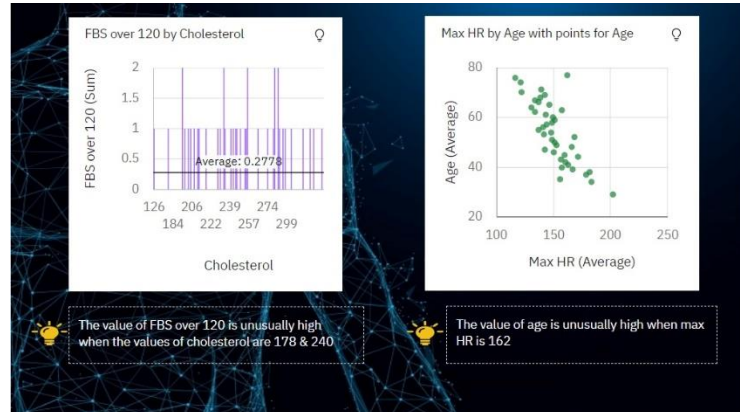 FBS over 120 by Cholesterol
FBS over 120 (Sum)
2
1.5
1
0.5
0
Average: 0.2778
126 206 239 274
184 222 257 299
Cholesterol
The value of FBS over 120 is unusually high
when the values of cholesterol are 178 & 240
Max HR by Age with points for Age
Age (Average)
80
60
40
20
100 150 200 250
Max HR (Average)
The value of age is unusually high when max
HR is 162